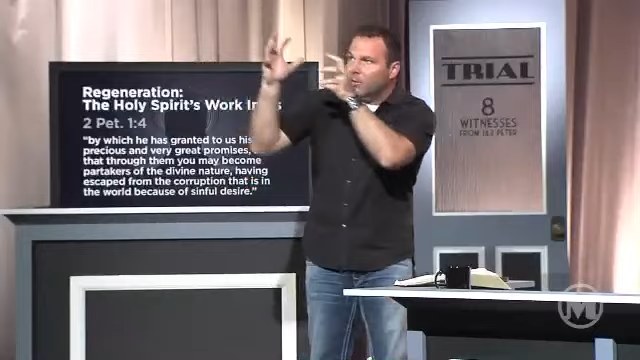 Regeneration:
The Holy Spirit's Work In
2 Pet. 1:4
"by which he has granted to us his
precious and very great promises,
that through them you may become
partakers of the divine nature, having
escaped from the corruption that is in
the world because of sinful desire."
TRIAL
8
WITNESSES
FROM 1&2 PETER
M